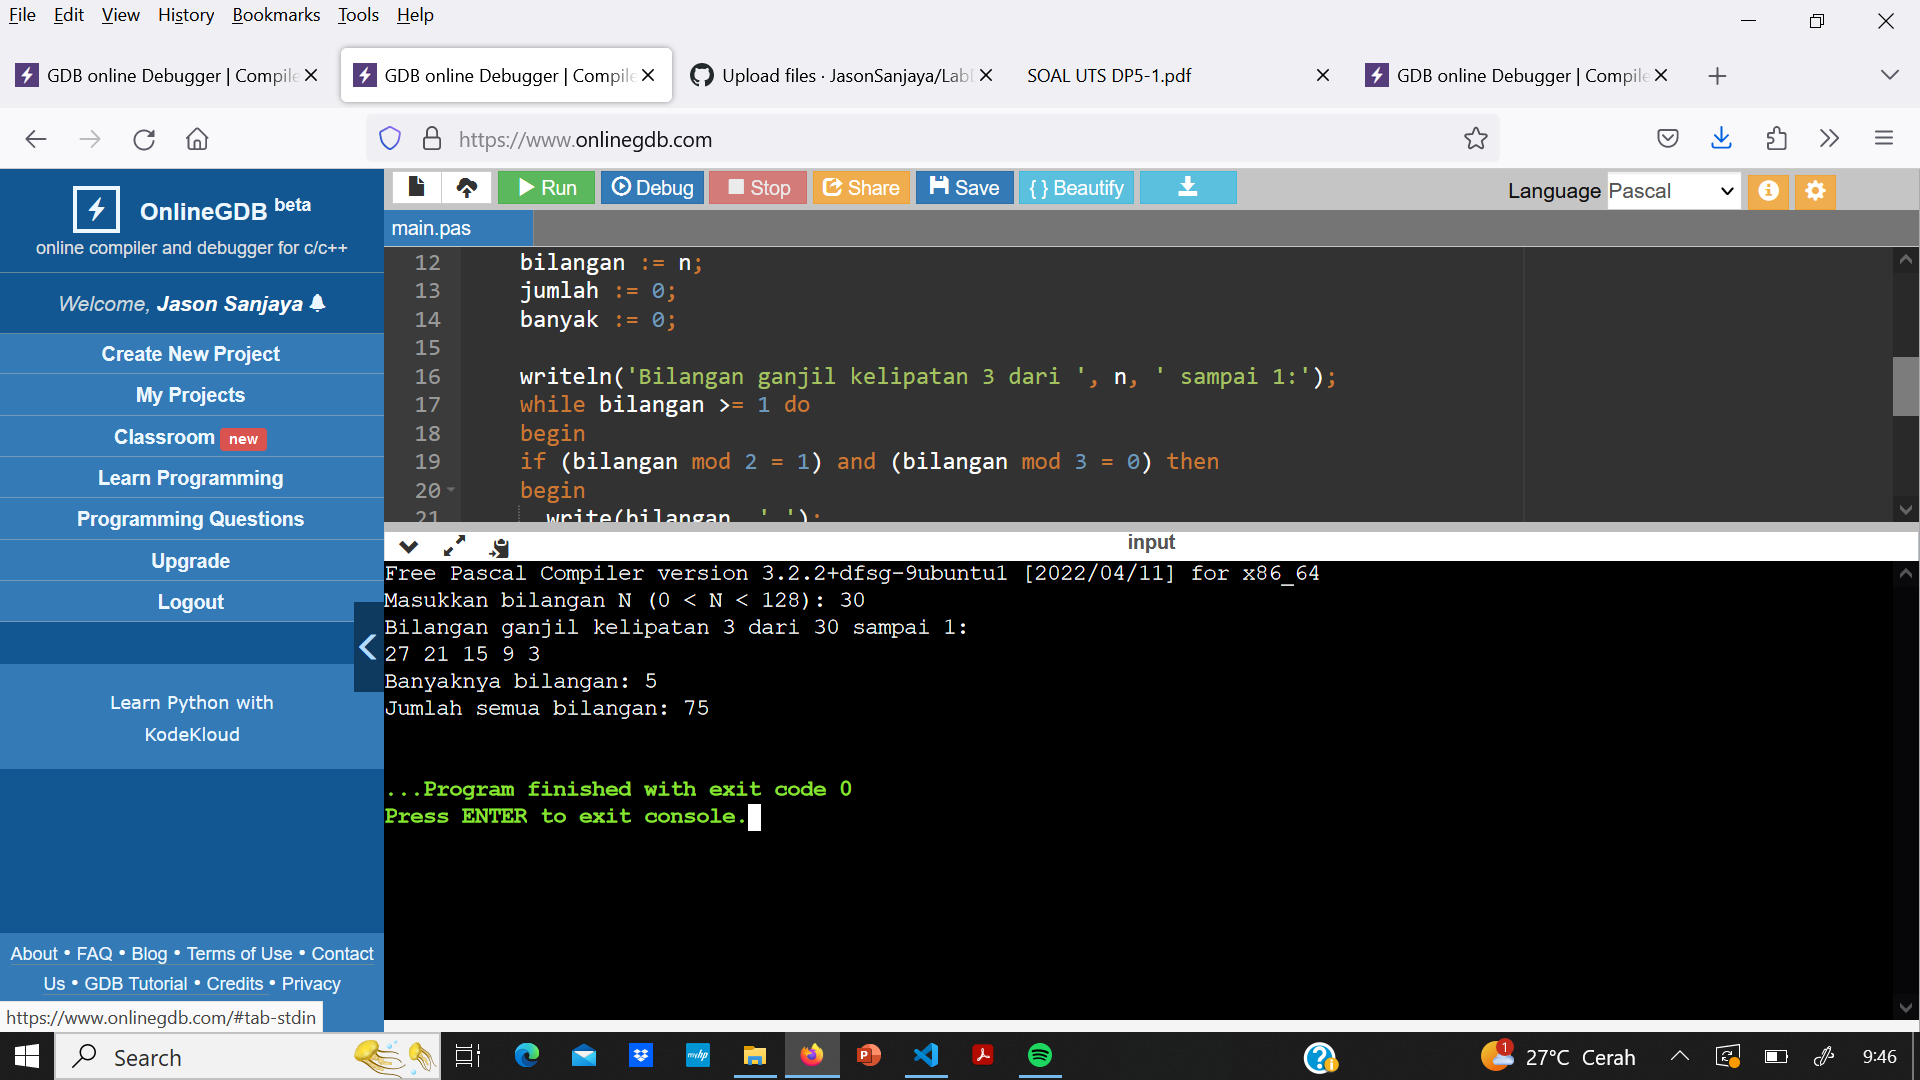 File Edit View History Bookmarks Tools Help
GDB online Debugger | Compile GDB online Debugger | Compile Upload files · JasonSanjaya/Lab SOAL UTS DP5-1.pdf GDB online Debugger | Compile
https://www.onlinegdb.com
OnlineGDB beta
online compiler and debugger for c/c++
Welcome, Jason Sanjaya
Create New Project
My Projects
Classroom new
Learn Programming
Programming Questions
Upgrade
Logout
Learn Python with
KodeKloud
About • FAQ • Blog • Terms of Use • Contact
Us • GDB Tutorial • Credits • Privacy
https://www.onlinegdb.com/#tab-stdin
Run Debug Stop Share Save { } Beautify Language Pascal
main.pas
12 bilangan := n;
13 jumlah := 0;
14 banyak := 0;
15
16 writeln('Bilangan ganjil kelipatan 3 dari ', n, ' sampai 1:');
17 while bilangan >= 1 do
18 begin
19 if (bilangan mod 2 = 1) and (bilangan mod 3 = 0) then
20 begin
21 write(bilangan, ' ');
input
Free Pascal Compiler version 3.2.2+dfsg-9ubuntu1 [2022/04/11] for x86_64
Masukkan bilangan N (0 < N < 128): 30
Bilangan ganjil kelipatan 3 dari 30 sampai 1:
27 21 15 9 3
Banyaknya bilangan: 5
Jumlah semua bilangan: 75
...Program finished with exit code 0
Press ENTER to exit console.
Search
1 27°C Cerah 9:46